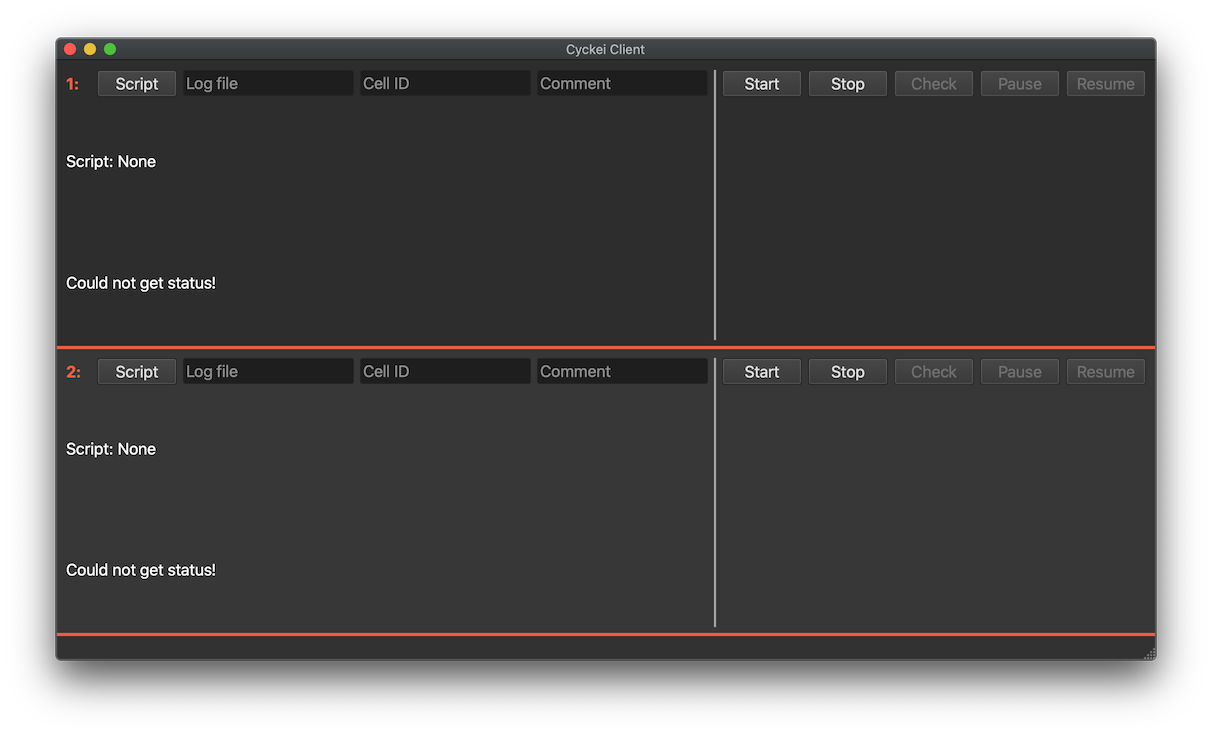 Cyckei Client
1: Script Log file Cell ID Comment Start Stop Check Pause Resume
Script: None
Could not get status!
2: Script Log file Cell ID Comment Start Stop Check Pause Resume
Script: None
Could not get status!